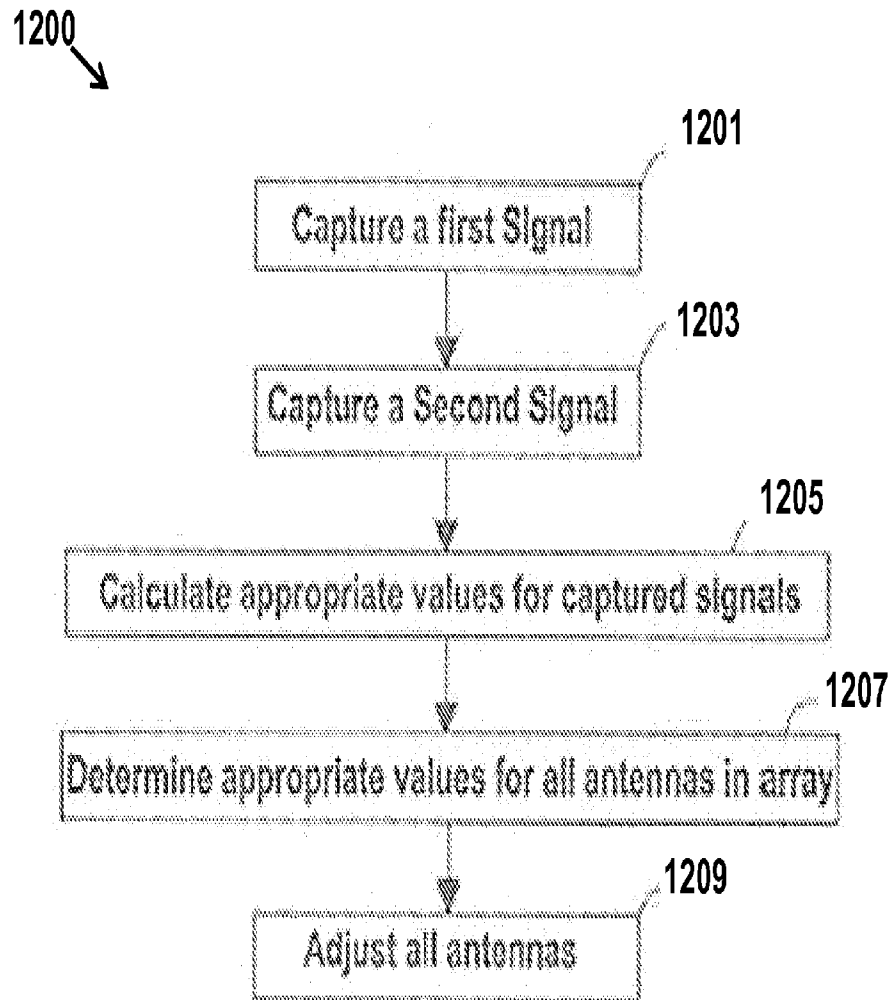 1200
1201
Capture a first Signal
1203
Capture a Second Signal
1205
Calculate appropriate values for captured signals
1207
Determine appropriate values for all antennas in array
1209
Adjust all antennas